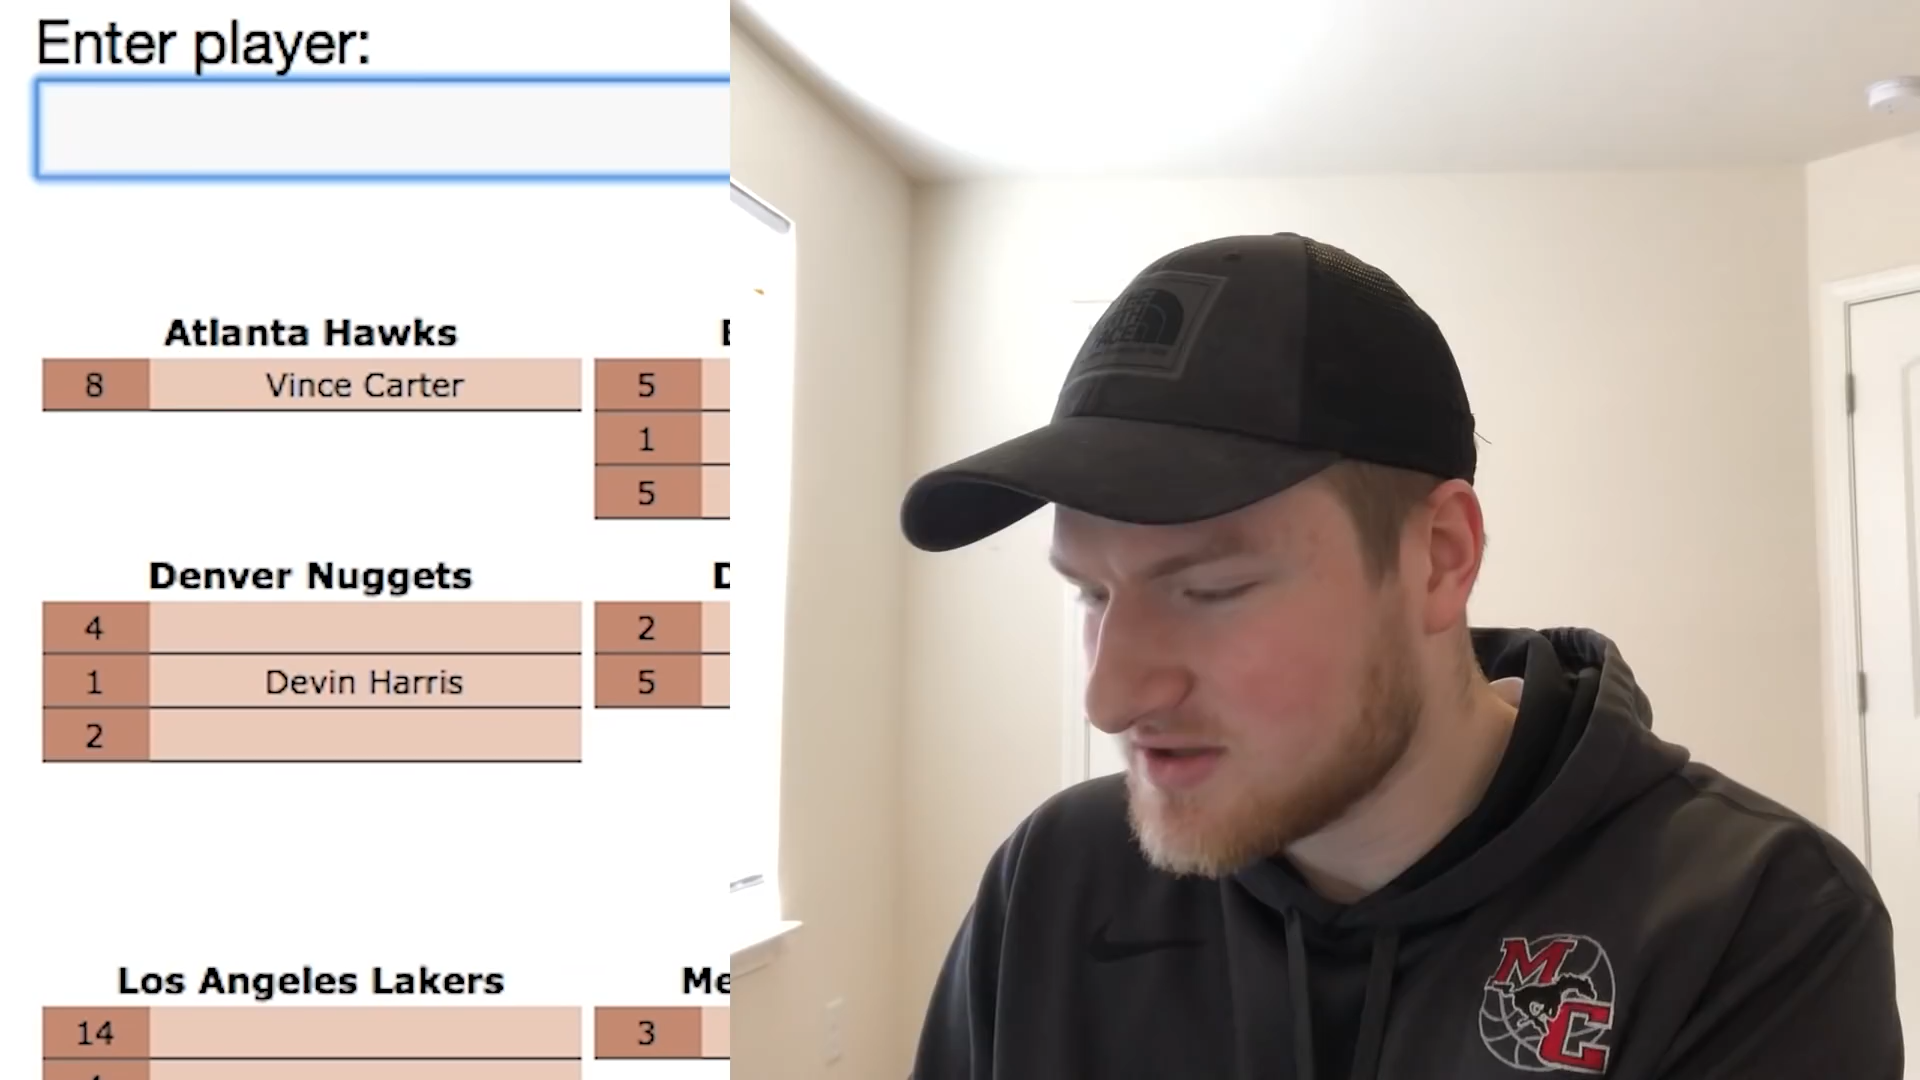 Enter player:
Atlanta Hawks
8 Vince Carter
5
1
5
Denver Nuggets
4
1 Devin Harris
2
2
5
Los Angeles Lakers
14
Me
3
M
C